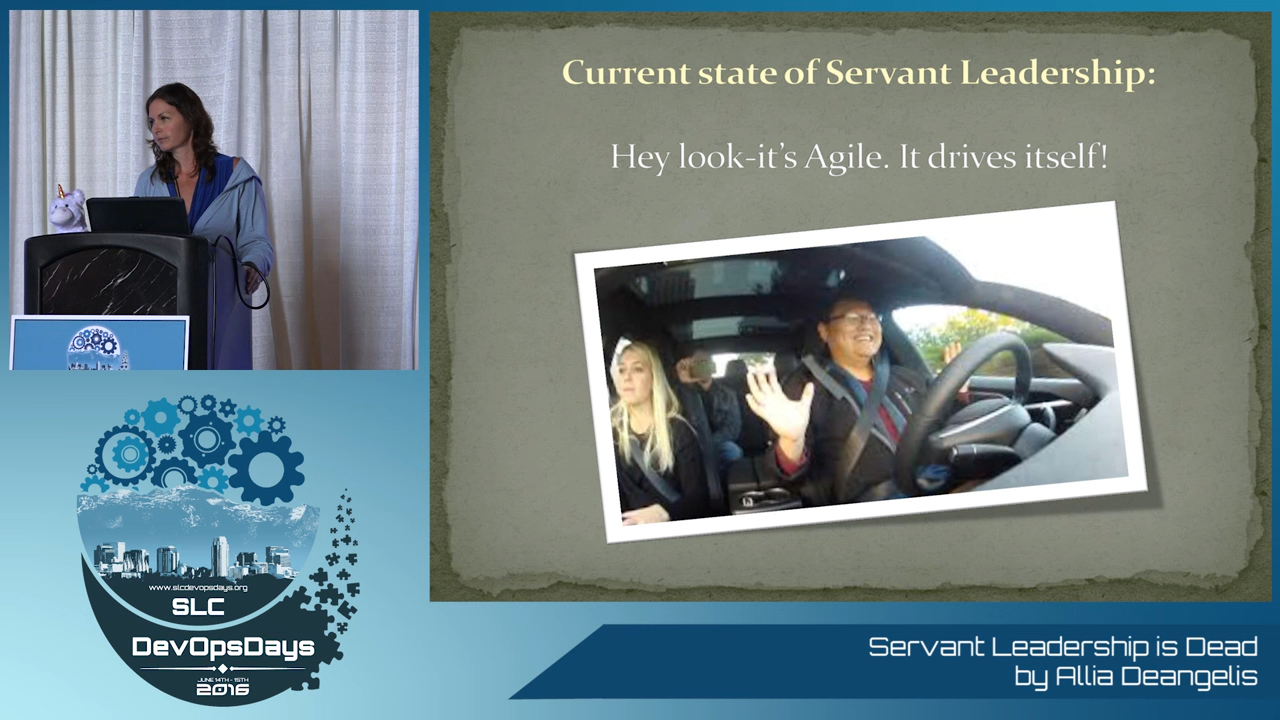 Current state of Servant Leadership:
Hey look-it's Agile. It drives itself!
www.slcdevopsdays.org
SLC
DevOpsDays
JUNE 14TH - 15TH
2016
Servant Leadership is Dead
by Allia Deangelis